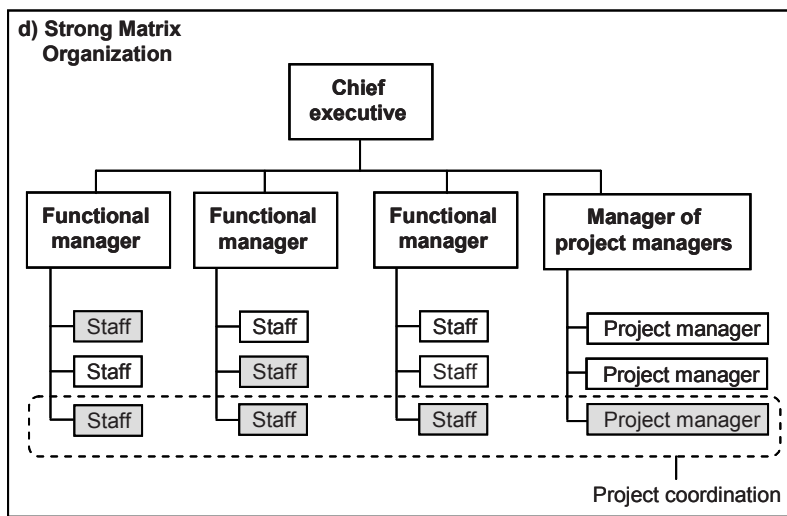 d) Strong Matrix
Organization
Chief
executive
Functional
manager
Functional
manager
Functional
manager
Manager of
project managers
Staff
Staff
Staff
Project manager
Staff
Staff
Staff
Project manager
Staff
Staff
Staff
Project manager
Project coordination